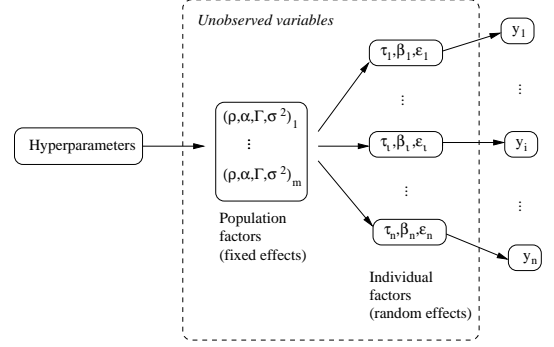 Unobserved variables
Hyperparameters
(ρ,α,Γ,σ²)₁
⋮
(ρ,α,Γ,σ²)ₘ
Population
factors
(fixed effects)
τ₁,β₁,ε₁
⋮
τᵢ,βᵢ,εᵢ
⋮
τₙ,βₙ,εₙ
Individual
factors
(random effects)
y₁
⋮
yᵢ
⋮
yₙ